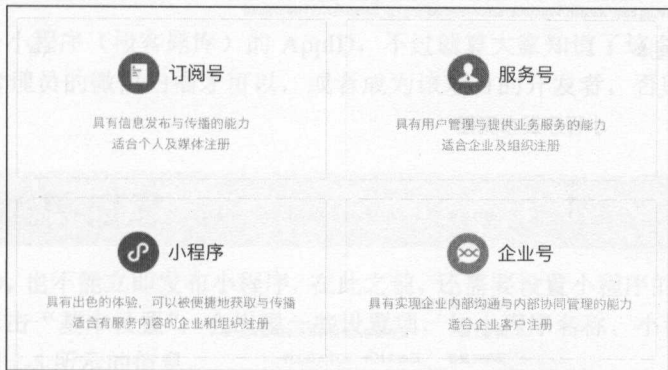 订阅号
具有信息发布与传播的能力
适合个人及媒体注册
服务号
具有用户管理与提供业务服务的能力
适合企业及组织注册
小程序
具有出色的体验，可以被便捷地获取与传播
适合有服务内容的企业和组织注册
企业号
具有实现企业内部沟通与内部协同管理的能力
适合企业客户注册